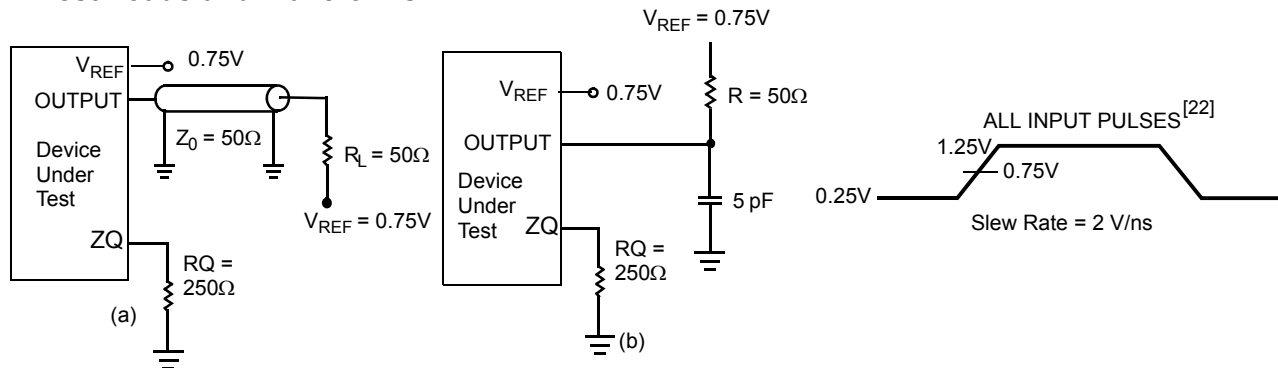 V_REF 0.75V
OUTPUT
Z₀ = 50Ω
Device
Under
Test
R_L = 50Ω
V_REF = 0.75V
ZQ
RQ =
250Ω
(a)
V_REF = 0.75V
R = 50Ω
V_REF 0.75V
OUTPUT
Device
Under
Test
5 pF
ZQ
RQ =
250Ω
(b)
ALL INPUT PULSES[22]
1.25V
0.75V
0.25V
Slew Rate = 2 V/ns